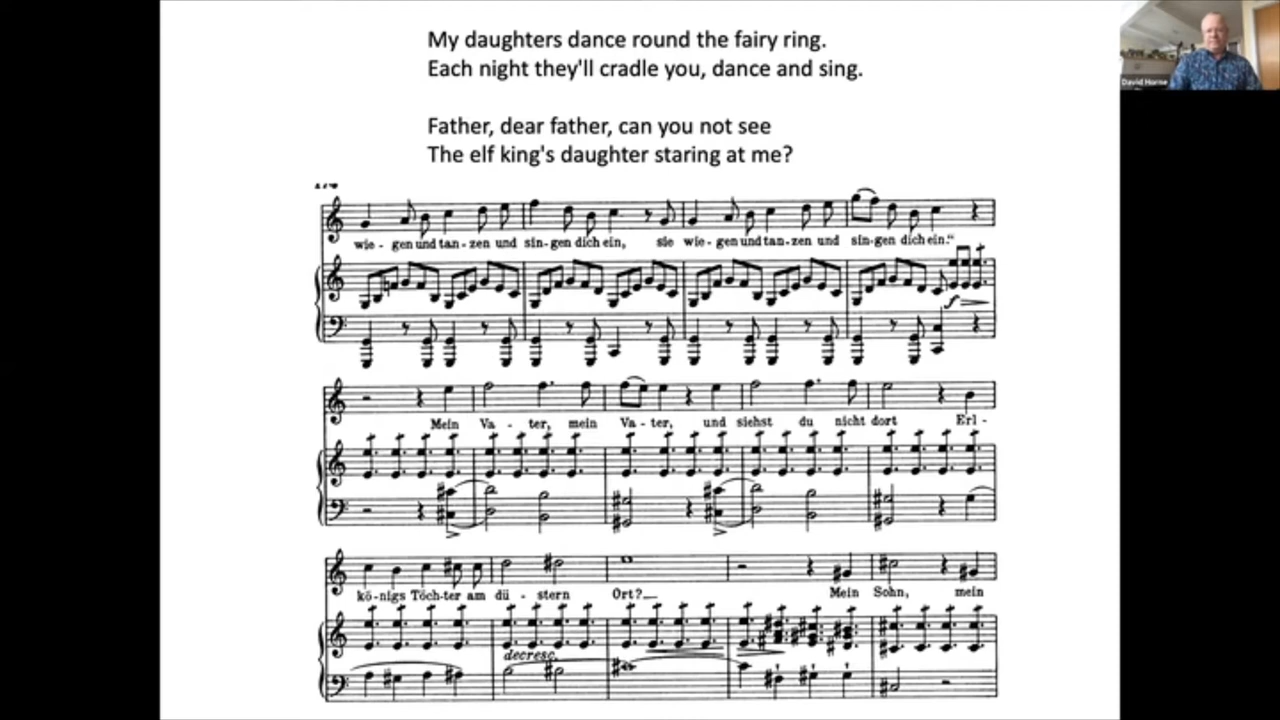 My daughters dance round the fairy ring.
Each night they'll cradle you, dance and sing.
Father, dear father, can you not see
The elf king's daughter staring at me?
David Horne
wie - gen und tan - zen und sin - gen dich ein, sie wie - gen und tan - zen und sin - gen dich ein."
f
Mein Va - ter, mein Va - ter, und siehst du nicht dort Erl -
kö - nigs Töch - ter am dü - stern Ort? Mein Sohn, mein
decresc.